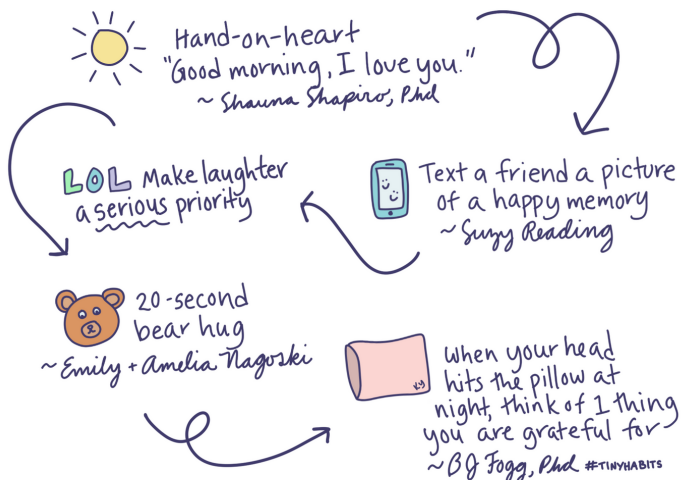 Hand-on-heart
"Good morning, I love you."
~ Shauna Shapiro, PhD
Text a friend a picture
of a happy memory
~ Suzy Reading
LOL Make laughter
a serious priority
20-second
bear hug
~ Emily + Amelia Nagoski
When your head
hits the pillow at
night, think of 1 thing
you are grateful for
~ BJ Fogg, PhD #TINYHABITS